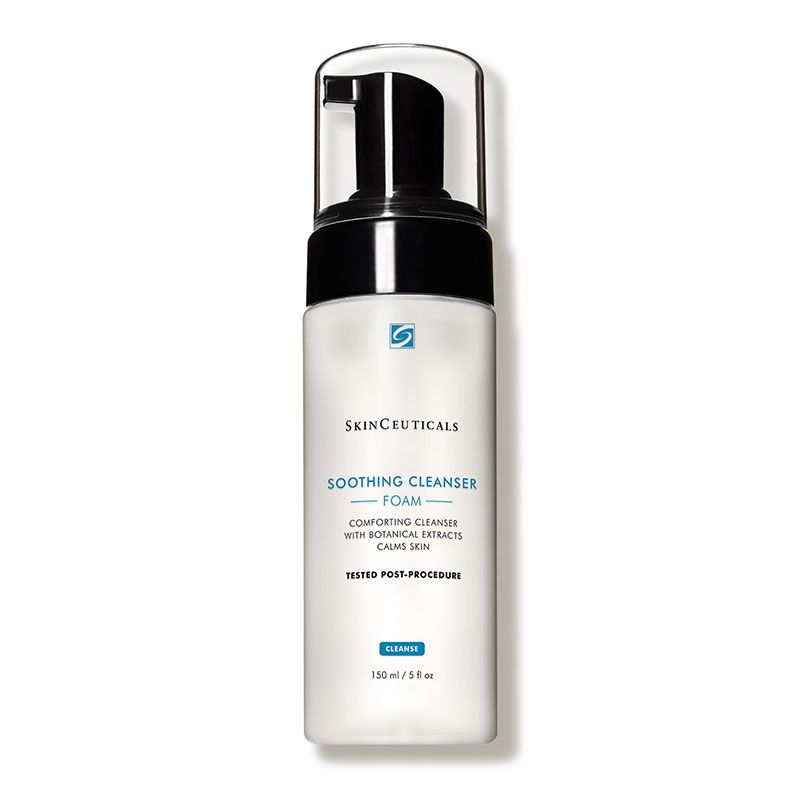 SKINCEUTICALS
SOOTHING CLEANSER
FOAM
COMFORTING CLEANSER
WITH BOTANICAL EXTRACTS
CALMS SKIN
TESTED POST-PROCEDURE
CLEANSE
150 ml / 5 fl oz